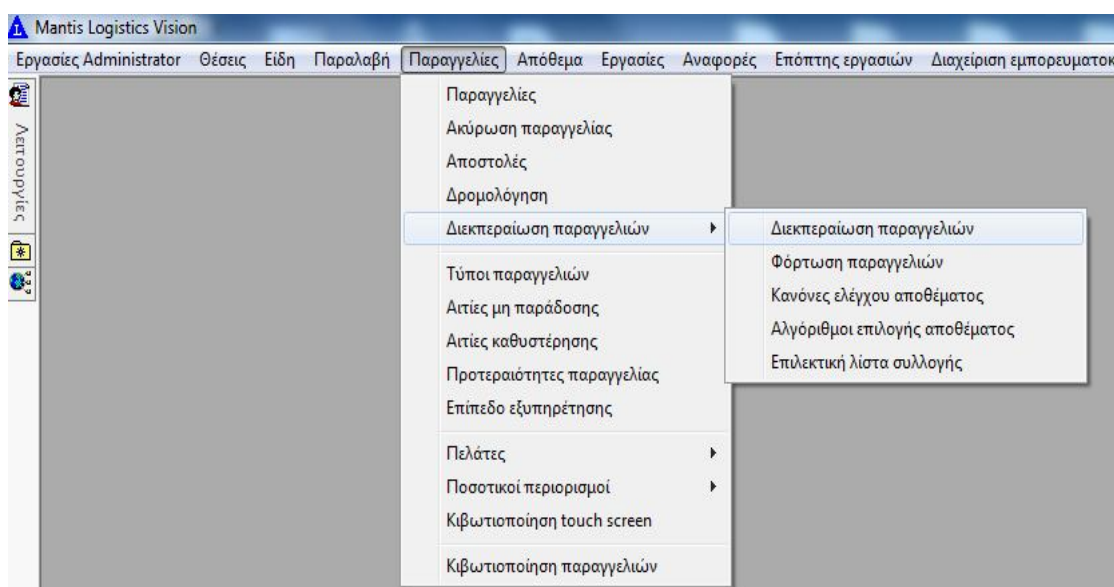 Mantis Logistics Vision
Εργασίες Administrator Θέσεις Είδη Παραλαβή Παραγγελίες Απόθεμα Εργασίες Αναφορές Επόπτης εργασιών Διαχείριση εμπορευματοκ
Λειτουργίες
Παραγγελίες
Ακύρωση παραγγελίας
Αποστολές
Δρομολόγηση
Διεκπεραίωση παραγγελιών
Τύποι παραγγελιών
Αιτίες μη παράδοσης
Αιτίες καθυστέρησης
Προτεραιότητες παραγγελίας
Επίπεδο εξυπηρέτησης
Πελάτες
Ποσοτικοί περιορισμοί
Κιβωτιοποίηση touch screen
Κιβωτιοποίηση παραγγελιών
Διεκπεραίωση παραγγελιών
Φόρτωση παραγγελιών
Κανόνες ελέγχου αποθέματος
Αλγόριθμοι επιλογής αποθέματος
Επιλεκτική λίστα συλλογής